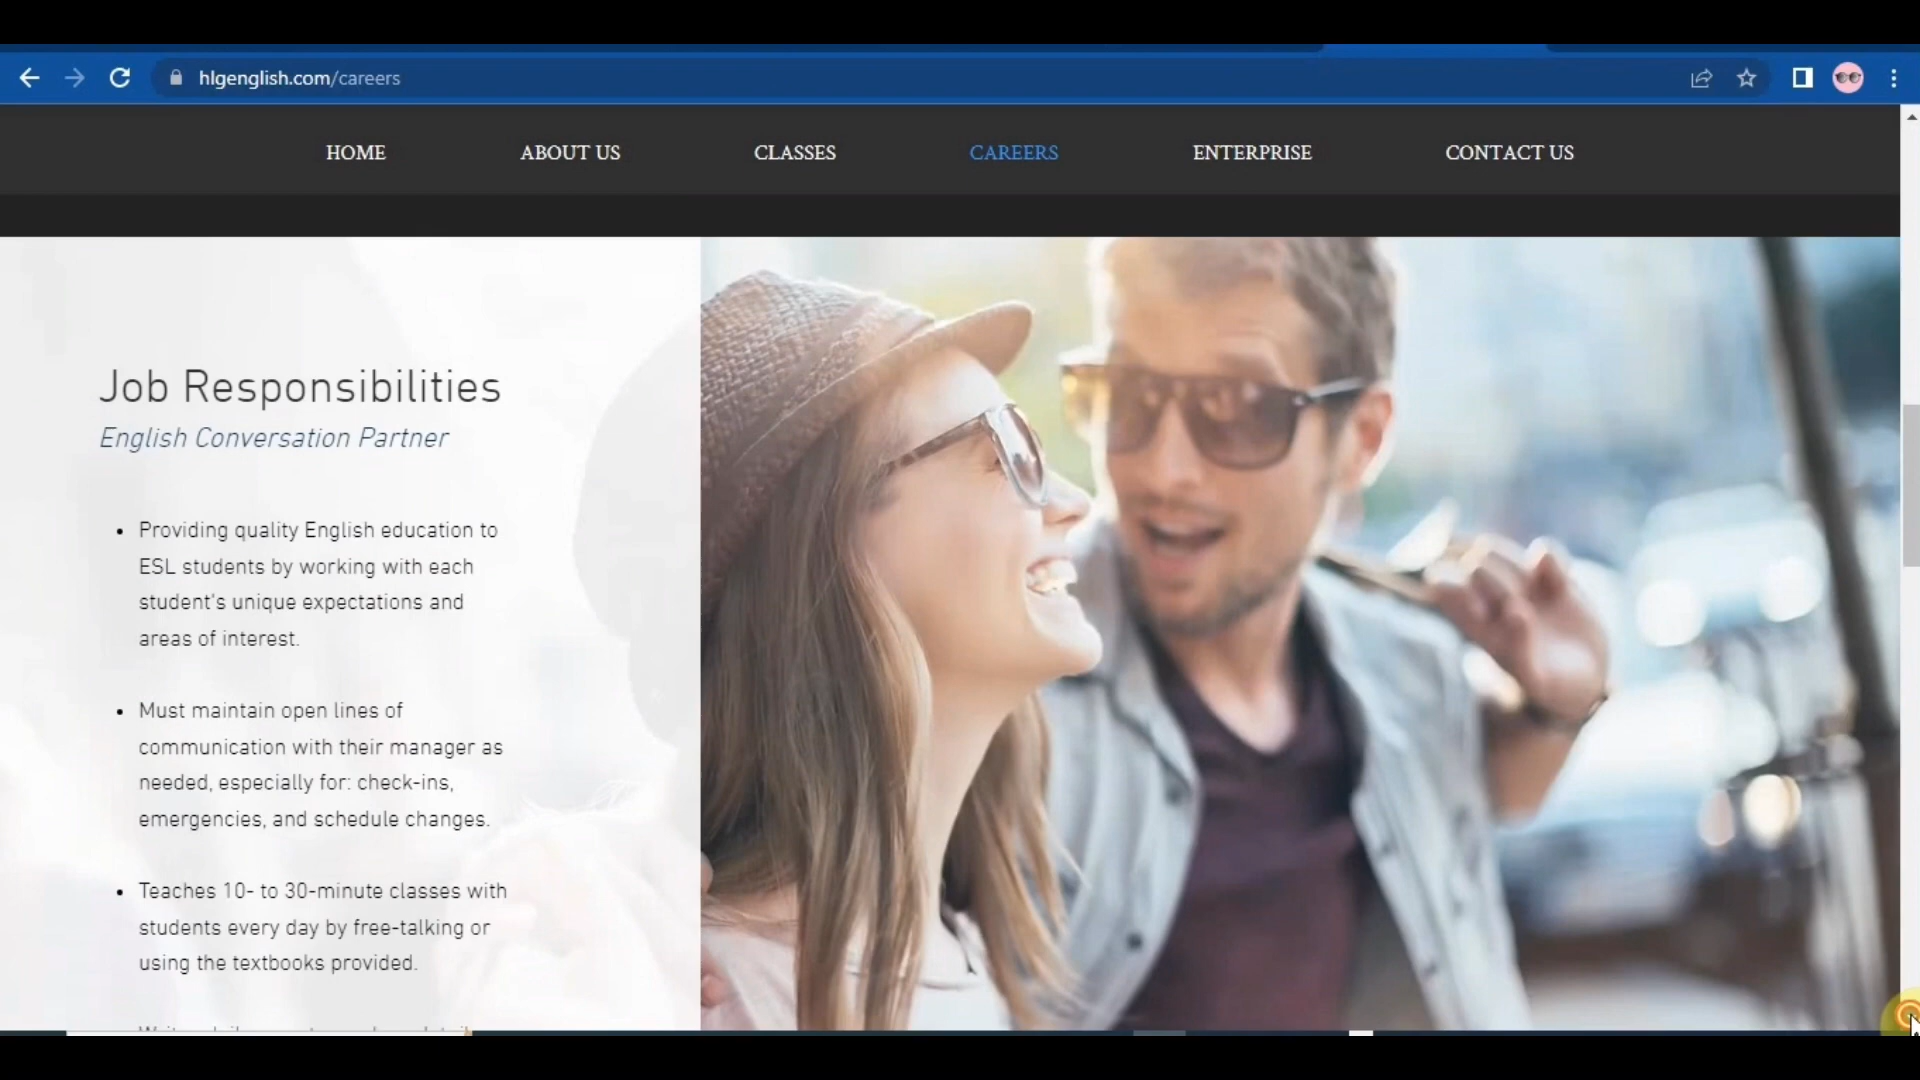 hlgenglish.com/careers
HOME ABOUT US CLASSES CAREERS ENTERPRISE CONTACT US
Job Responsibilities
English Conversation Partner
• Providing quality English education to
ESL students by working with each
student's unique expectations and
areas of interest.
• Must maintain open lines of
communication with their manager as
needed, especially for: check-ins,
emergencies, and schedule changes.
• Teaches 10- to 30-minute classes with
students every day by free-talking or
using the textbooks provided.